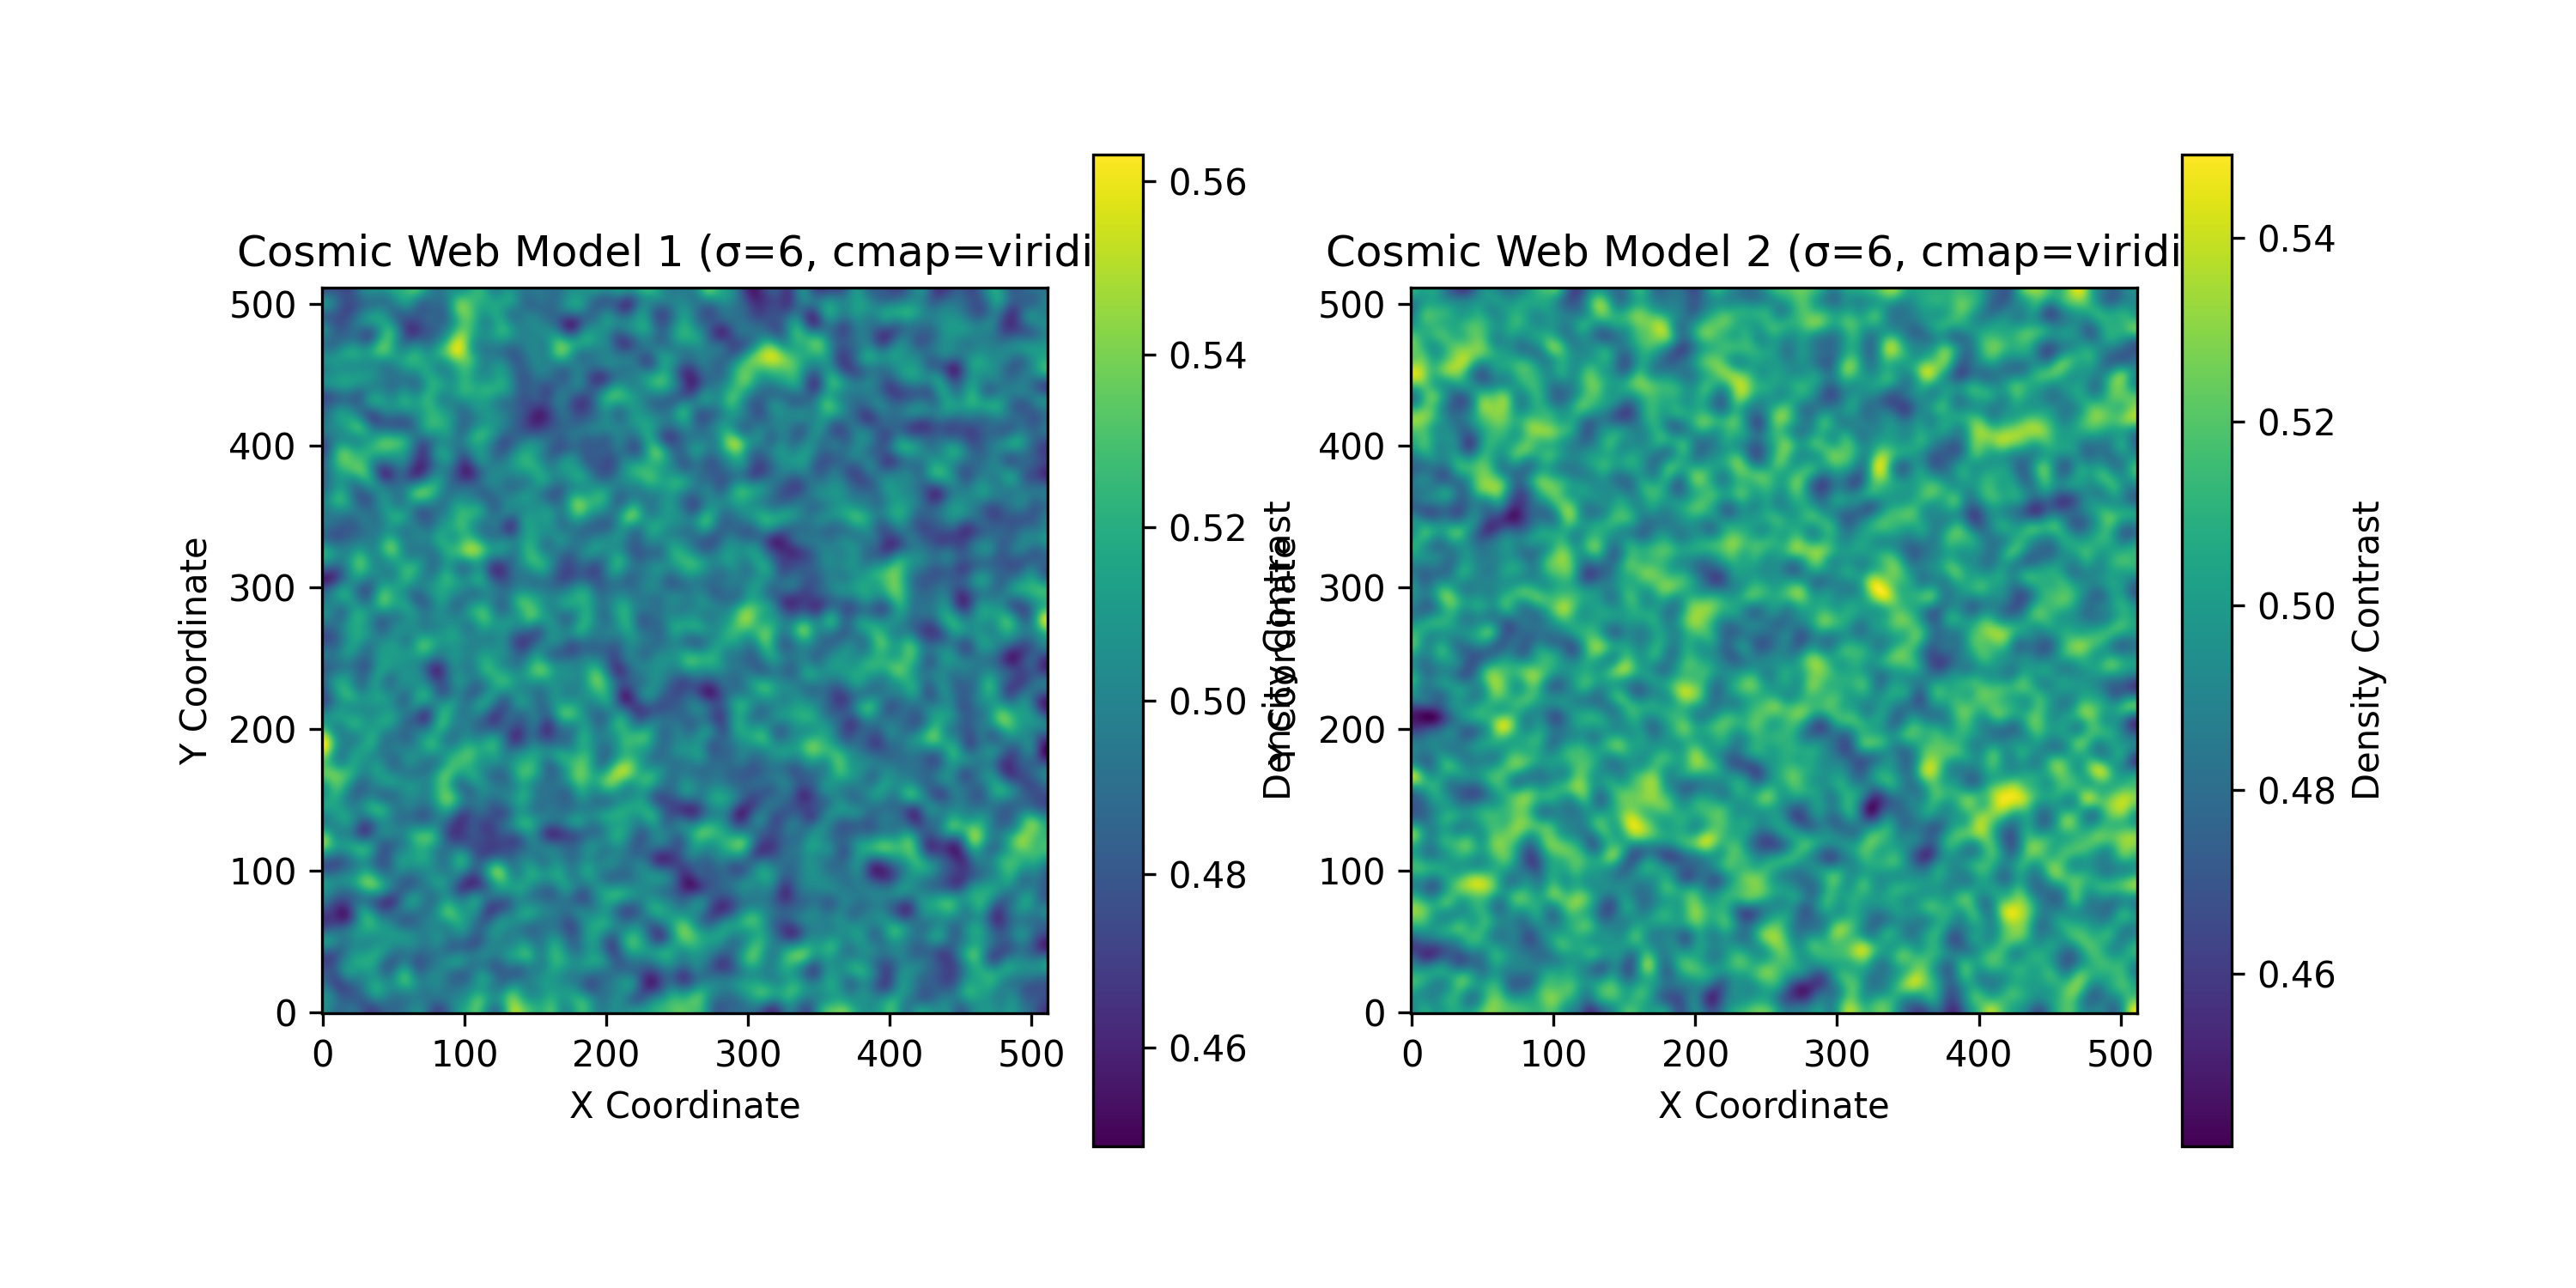 Cosmic Web Model 1 (σ=6, cmap=viridi
Y Coordinate
500
400
300
200
100
0
0 100 200 300 400 500
X Coordinate
0.56
0.54
0.52
0.50
0.48
0.46
Density Contrast
Cosmic Web Model 2 (σ=6, cmap=viridi
Y Coordinate
500
400
300
200
100
0
0 100 200 300 400 500
X Coordinate
0.54
0.52
0.50
0.48
0.46
Density Contrast